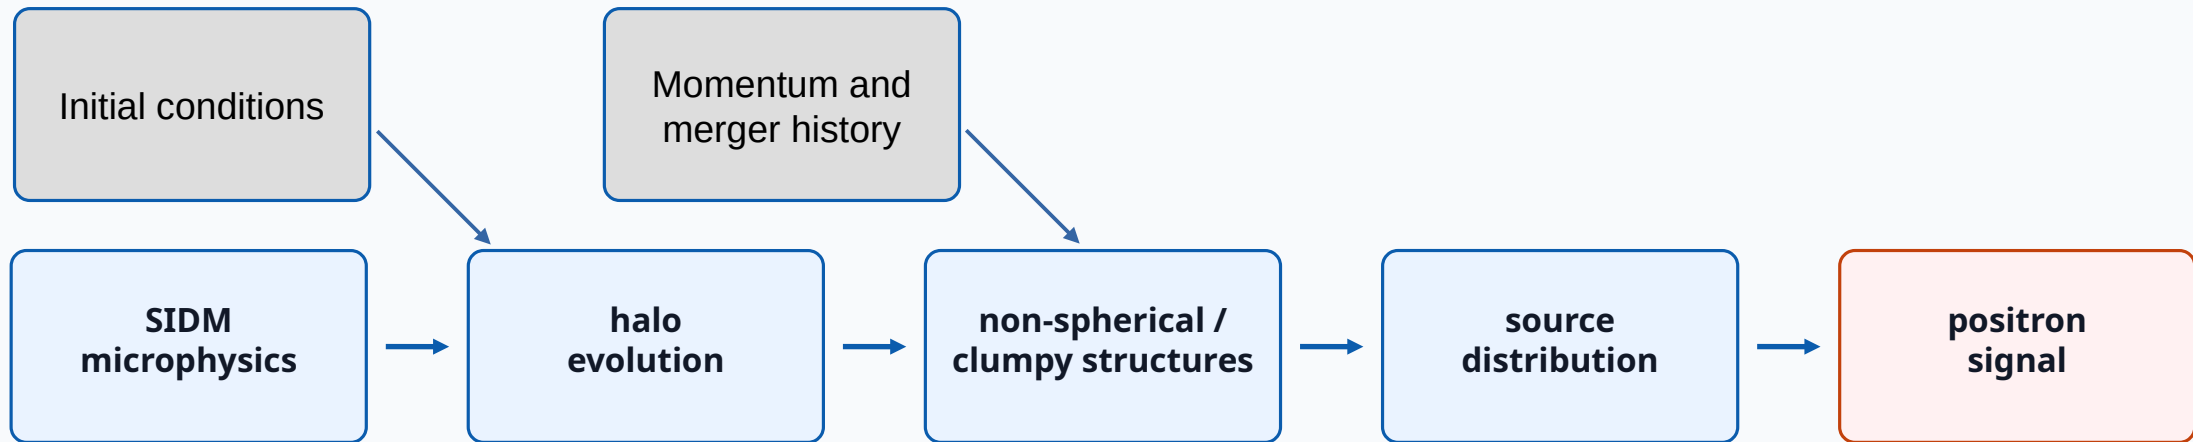 Initial conditions
Momentum and
merger history
SIDM
microphysics
halo
evolution
non-spherical /
clumpy structures
source
distribution
positron
signal